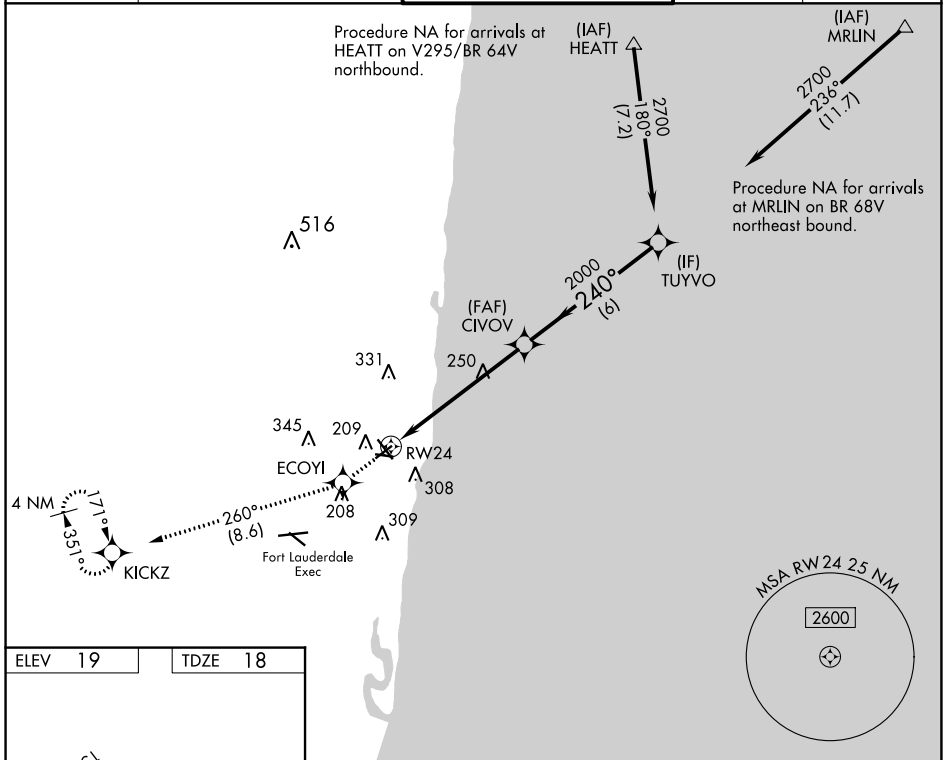 Procedure NA for arrivals at
HEATT on V295/BR 64V
northbound.
(IAF)
HEATT
(IAF)
MRLIN
2700
180°
(7.2)
2700
236°
(11.7)
Procedure NA for arrivals
at MRLIN on BR 68V
northeast bound.
516
(IF)
TUYVO
2000
240°
(6)
(FAF)
CIVOV
331
250
345
209
RW24
ECOYI
308
208
4 NM
171°
351°
260°
(8.6)
309
KICKZ
Fort Lauderdale
Exec
MSA RW24 25 NM
2600
ELEV 19
TDZE 18